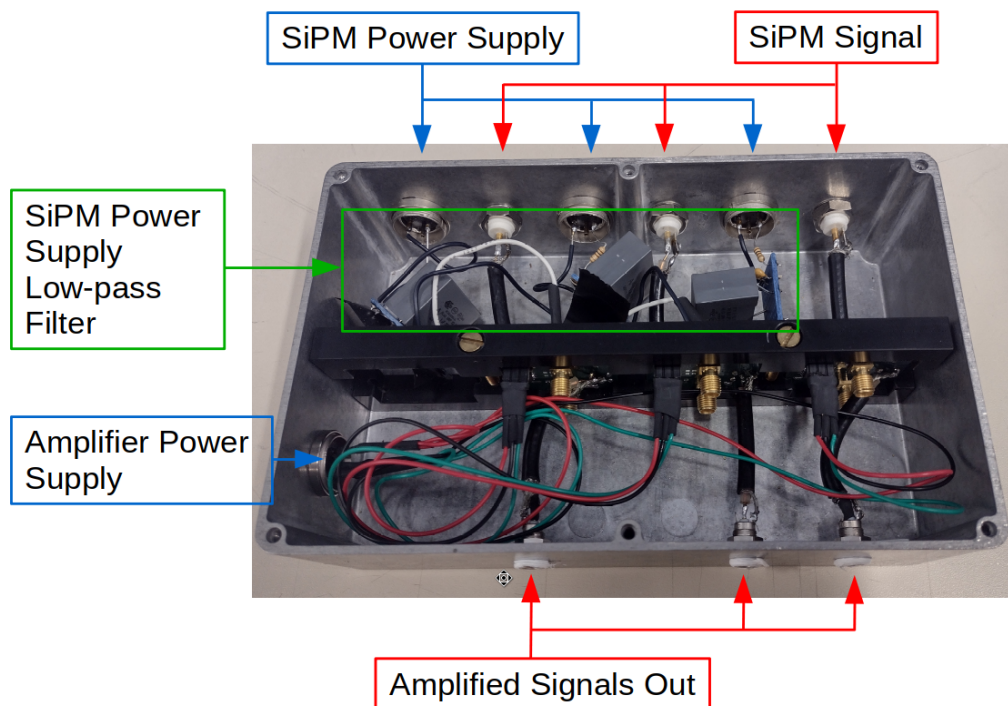 SiPM Power Supply
SiPM Signal
SiPM Power
Supply
Low-pass
Filter
Amplifier Power
Supply
Amplified Signals Out